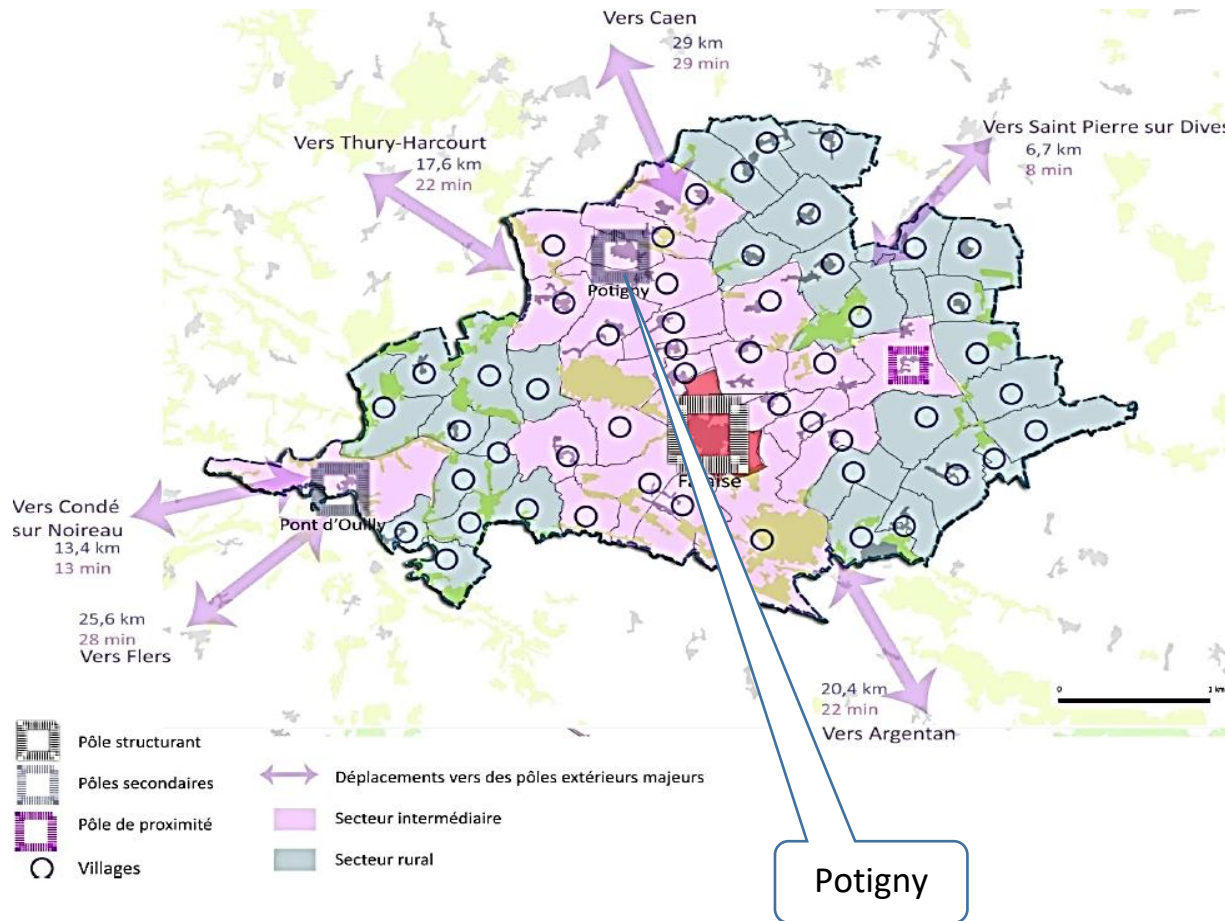 Vers Caen
29 km
29 min
Vers Thury-Harcourt
17,6 km
22 min
Vers Saint Pierre sur Dives
6,7 km
8 min
Potigny
Falaise
Pont d'Ouilly
Vers Condé
sur Noireau
13,4 km
13 min
25,6 km
28 min
Vers Flers
20,4 km
22 min
Vers Argentan
0
Pôle structurant
Pôles secondaires
Pôle de proximité
Villages
Déplacements vers des pôles extérieurs majeurs
Secteur intermédiaire
Secteur rural
Potigny